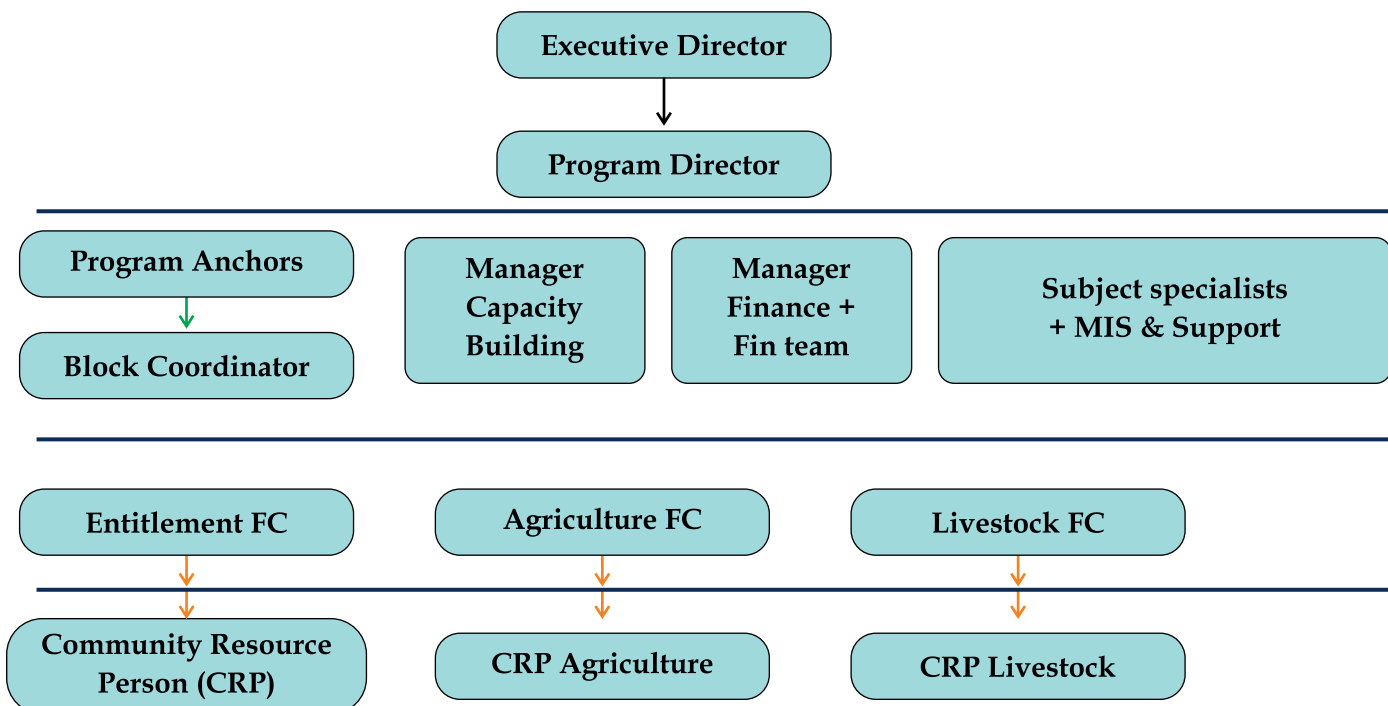 Executive Director
Program Director
Program Anchors
Block Coordinator
Manager
Capacity
Building
Manager
Finance +
Fin team
Subject specialists
+ MIS & Support
Entitlement FC
Agriculture FC
Livestock FC
Community Resource
Person (CRP)
CRP Agriculture
CRP Livestock